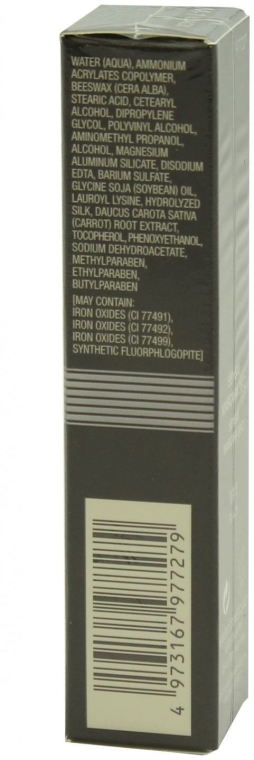 WATER (AQUA), AMMONIUM
ACRYLATES COPOLYMER,
BEESWAX (CERA ALBA),
STEARIC ACID, CETEARYL
ALCOHOL, DIPROPYLENE
GLYCOL, POLYVINYL ALCOHOL,
AMINOMETHYL PROPANOL,
ALCOHOL, MAGNESIUM
ALUMINUM SILICATE, DISODIUM
EDTA, BARIUM SULFATE,
GLYCINE SOJA (SOYBEAN) OIL,
LAUROYL LYSINE, HYDROLYZED
SILK, DAUCUS CAROTA SATIVA
(CARROT) ROOT EXTRACT,
TOCOPHEROL, PHENOXYETHANOL,
SODIUM DEHYDROACETATE,
METHYLPARABEN,
ETHYLPARABEN,
BUTYLPARABEN
[MAY CONTAIN:
IRON OXIDES (CI 77491),
IRON OXIDES (CI 77492),
IRON OXIDES (CI 77499),
SYNTHETIC FLUORPHLOGOPITE]
4 973167 977279